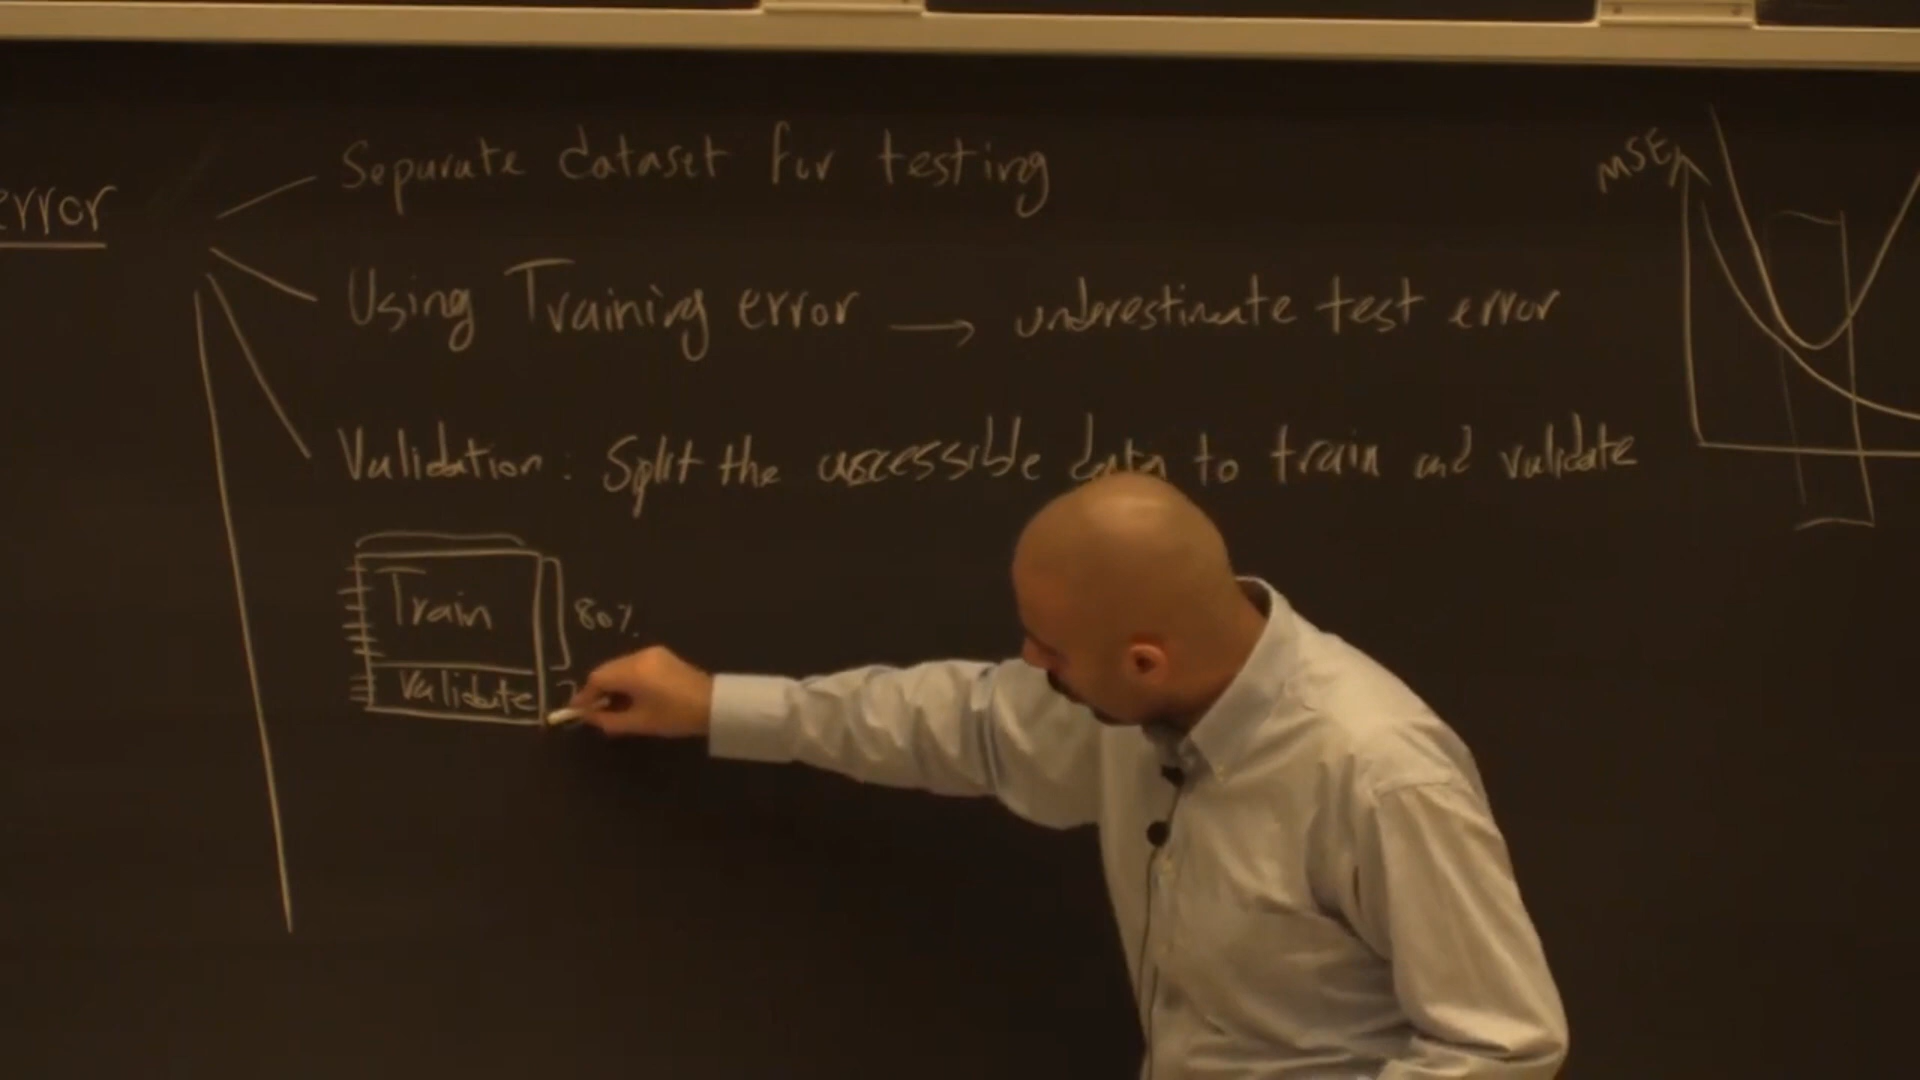 error
Separate dataset for testing
MSE
Using Training error → underestimate test error
Validation: Split the accessible data to train and validate
Train
80%
Validate